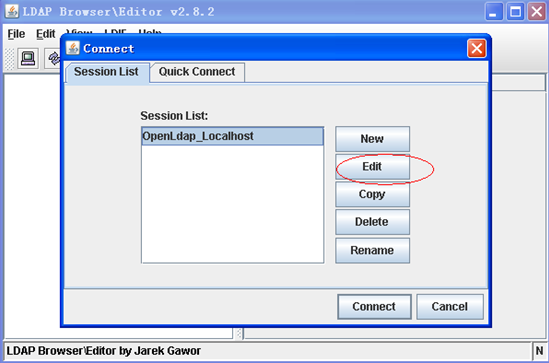 LDAP Browser\Editor v2.8.2
File Edit View LDIF Help
Connect
Session List Quick Connect
Session List:
OpenLdap_Localhost
New
Edit
Copy
Delete
Rename
Connect Cancel
LDAP Browser\Editor by Jarek Gawor N